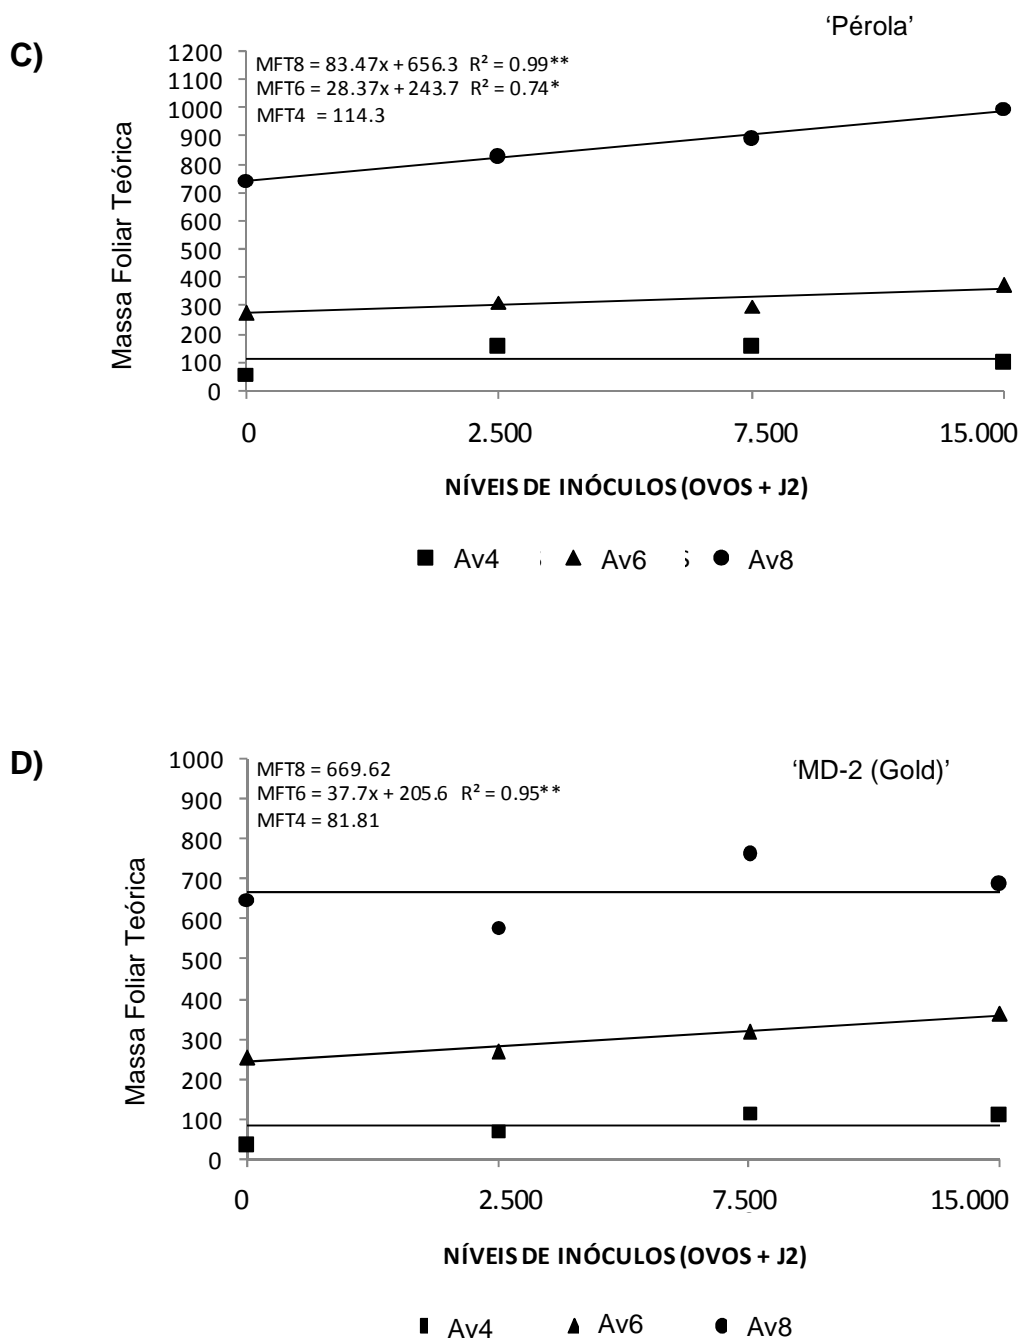 C)
‘Pérola’
MFT8 = 83.47x + 656.3 R² = 0.99**
MFT6 = 28.37x + 243.7 R² = 0.74*
MFT4 = 114.3
Massa Foliar Teórica
1200
1100
1000
900
800
700
600
500
400
300
200
100
0
0 2.500 7.500 15.000
NÍVEIS DE INÓCULOS (OVOS + J2)
Av4 Av6 Av8
D)
‘MD-2 (Gold)’
MFT8 = 669.62
MFT6 = 37.7x + 205.6 R² = 0.95**
MFT4 = 81.81
Massa Foliar Teórica
1000
900
800
700
600
500
400
300
200
100
0
0 2.500 7.500 15.000
NÍVEIS DE INÓCULOS (OVOS + J2)
Av4 Av6 Av8